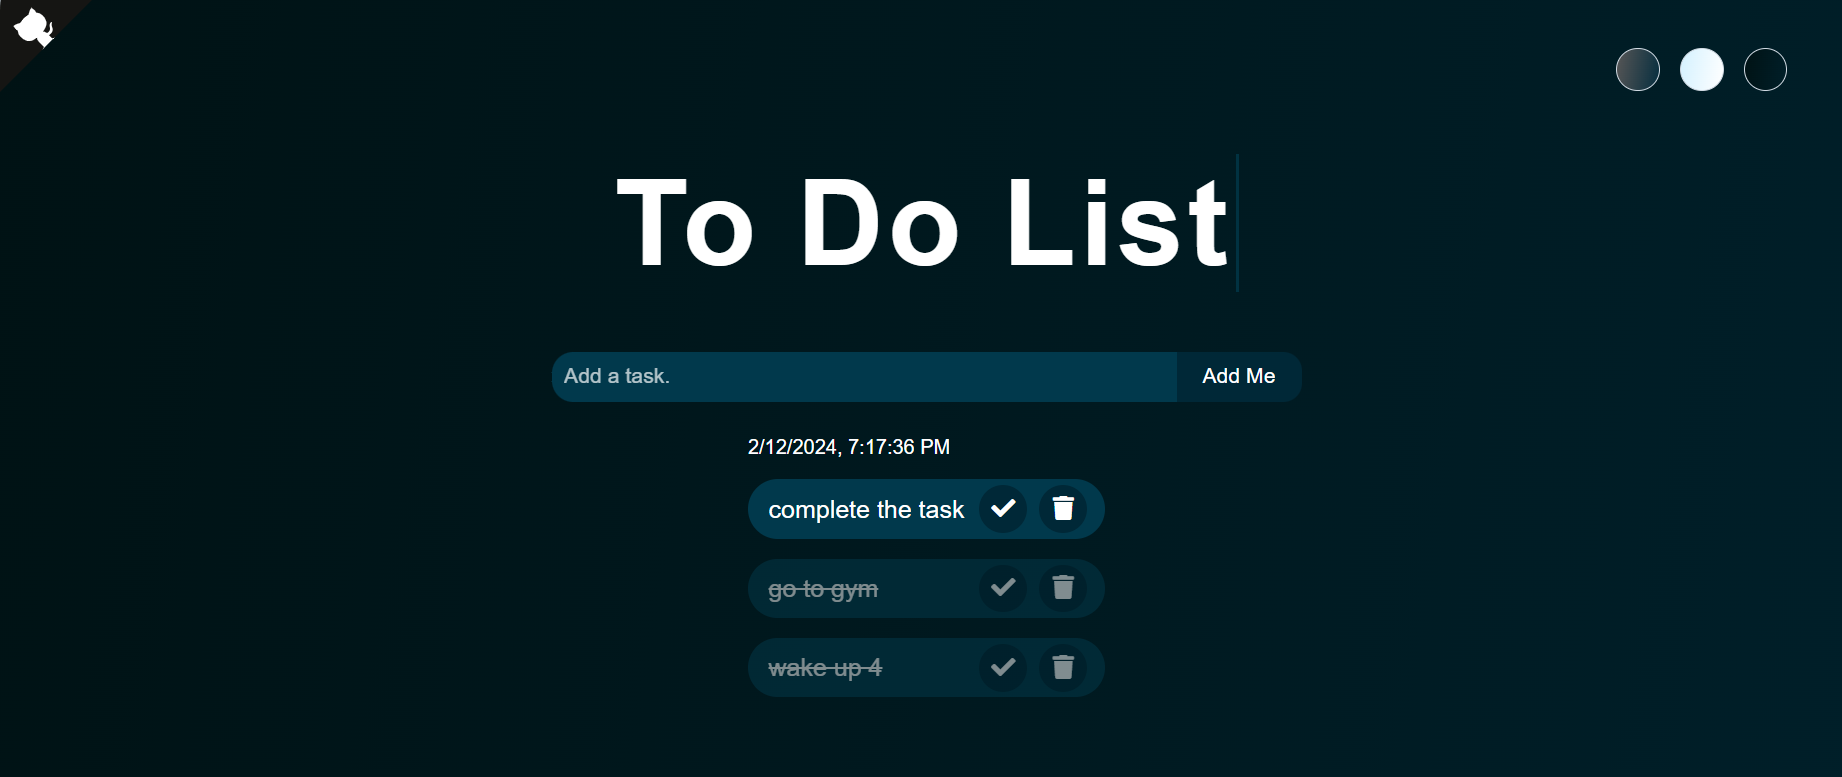 To Do List
Add a task.
Add Me
2/12/2024, 7:17:36 PM
complete the task
go to gym
wake up 4